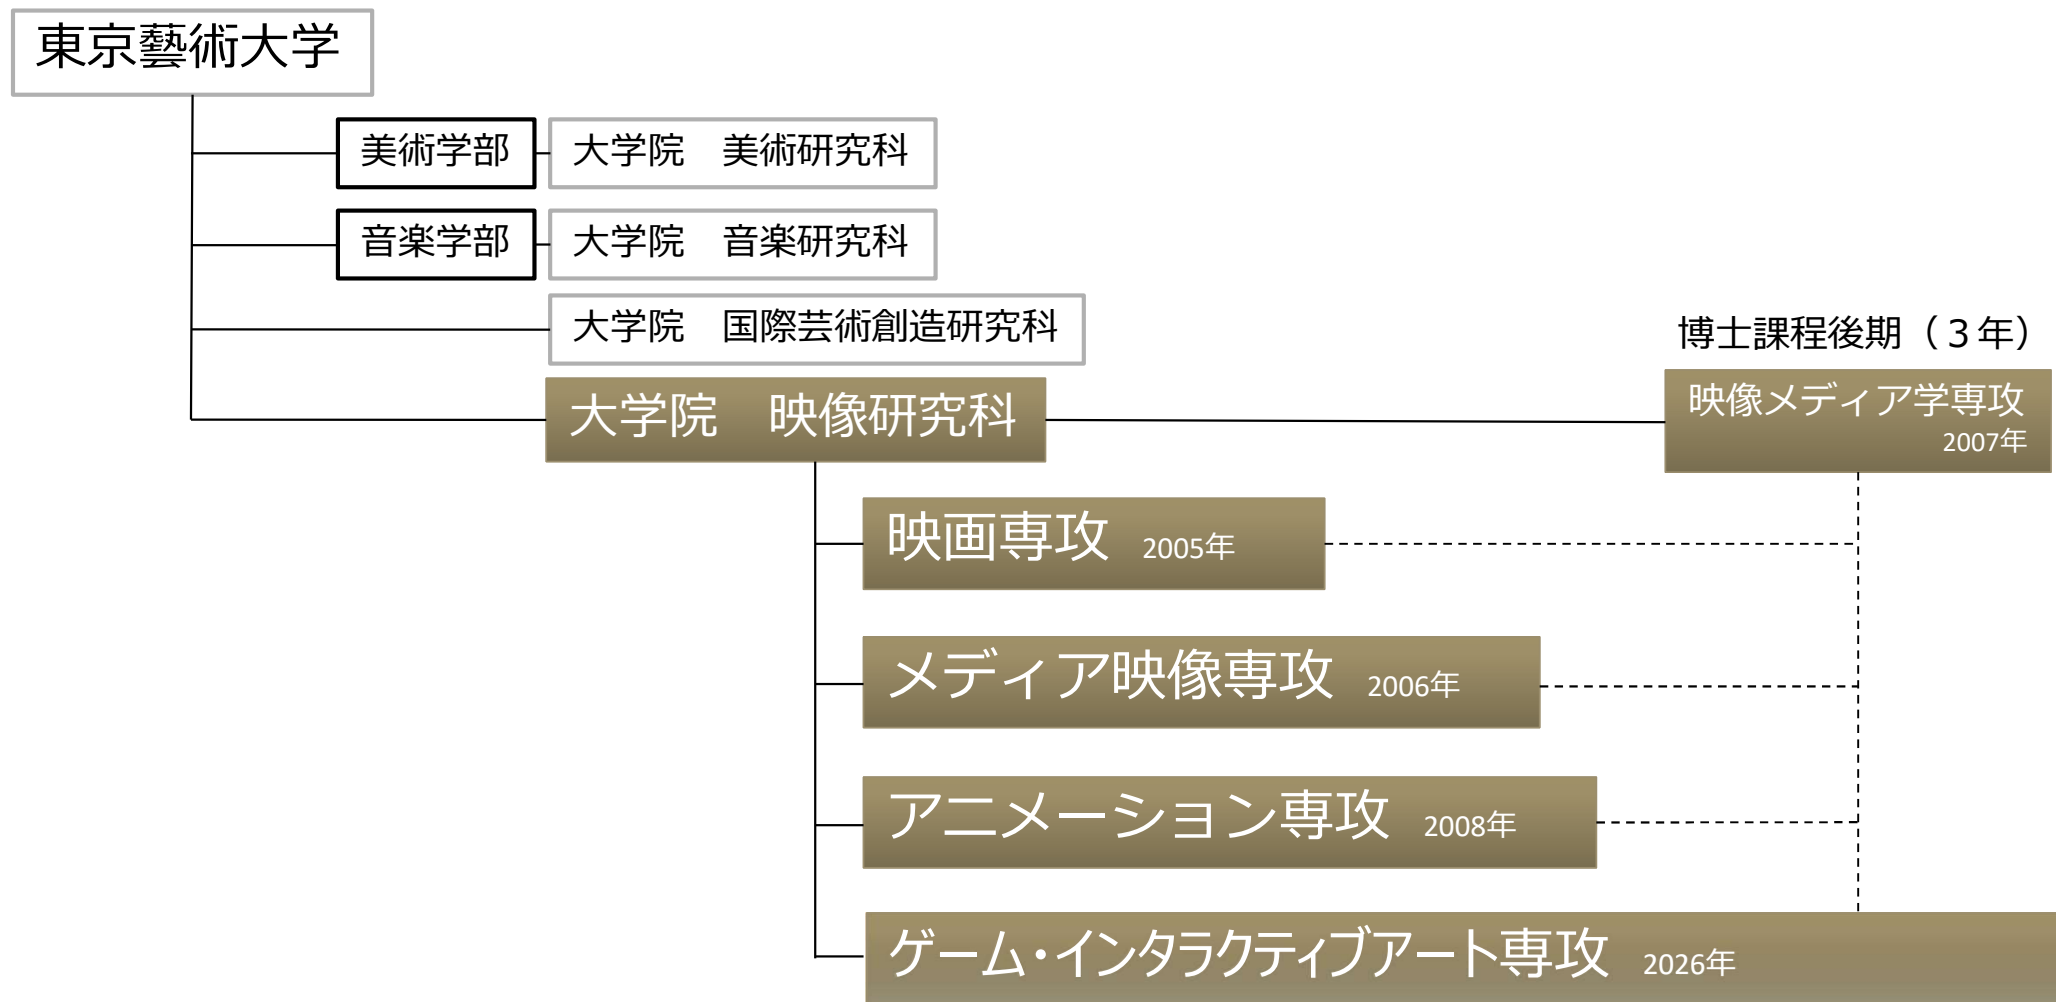 東京藝術大学
美術学部
大学院　美術研究科
音楽学部
大学院　音楽研究科
大学院　国際芸術創造研究科
博士課程後期（３年）
大学院　映像研究科
映像メディア学専攻
2007年
映画専攻 2005年
メディア映像専攻 2006年
アニメーション専攻 2008年
ゲーム・インタラクティブアート専攻 2026年